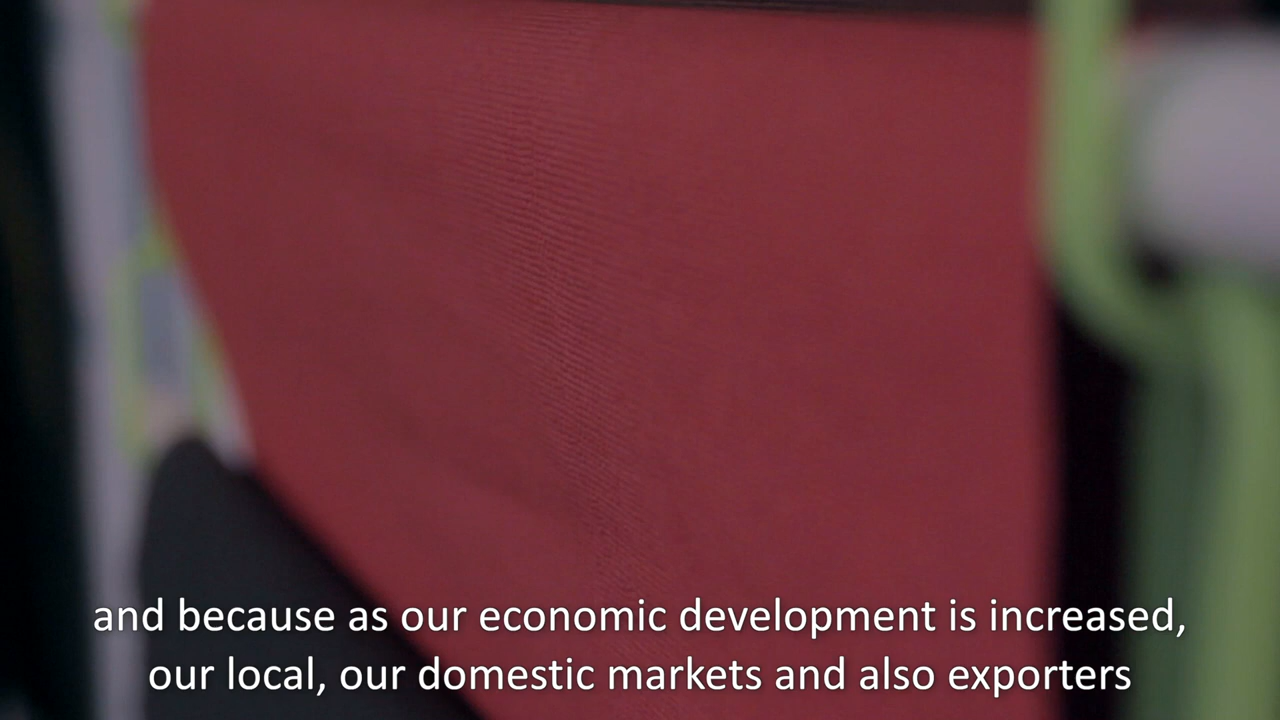 and because as our economic development is increased,
our local, our domestic markets and also exporters